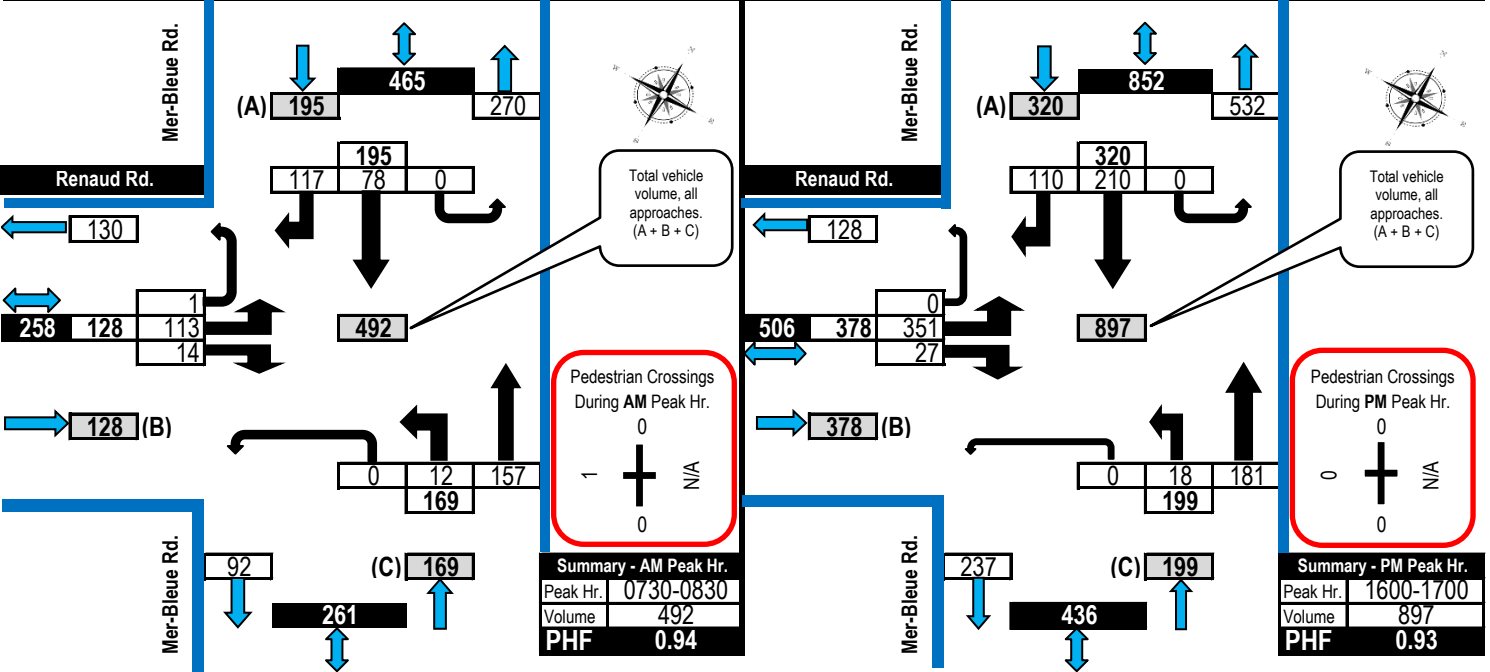 Mer-Bleue Rd.
465
(A) 195
270
195
117 78 0
Renaud Rd.
N
W
E
S
Total vehicle
volume, all
approaches.
(A + B + C)
130
1
258 128 113
14
492
128 (B)
Pedestrian Crossings
During AM Peak Hr.
0
1
N/A
0
0 12 157
169
Mer-Bleue Rd.
92
(C) 169
261
Summary - AM Peak Hr.
Peak Hr. 0730-0830
Volume 492
PHF 0.94
Mer-Bleue Rd.
852
(A) 320
532
320
110 210 0
Renaud Rd.
N
W
E
S
Total vehicle
volume, all
approaches.
(A + B + C)
128
0
506 378 351
27
897
378 (B)
Pedestrian Crossings
During PM Peak Hr.
0
0
N/A
0
0 18 181
199
Mer-Bleue Rd.
237
(C) 199
436
Summary - PM Peak Hr.
Peak Hr. 1600-1700
Volume 897
PHF 0.93